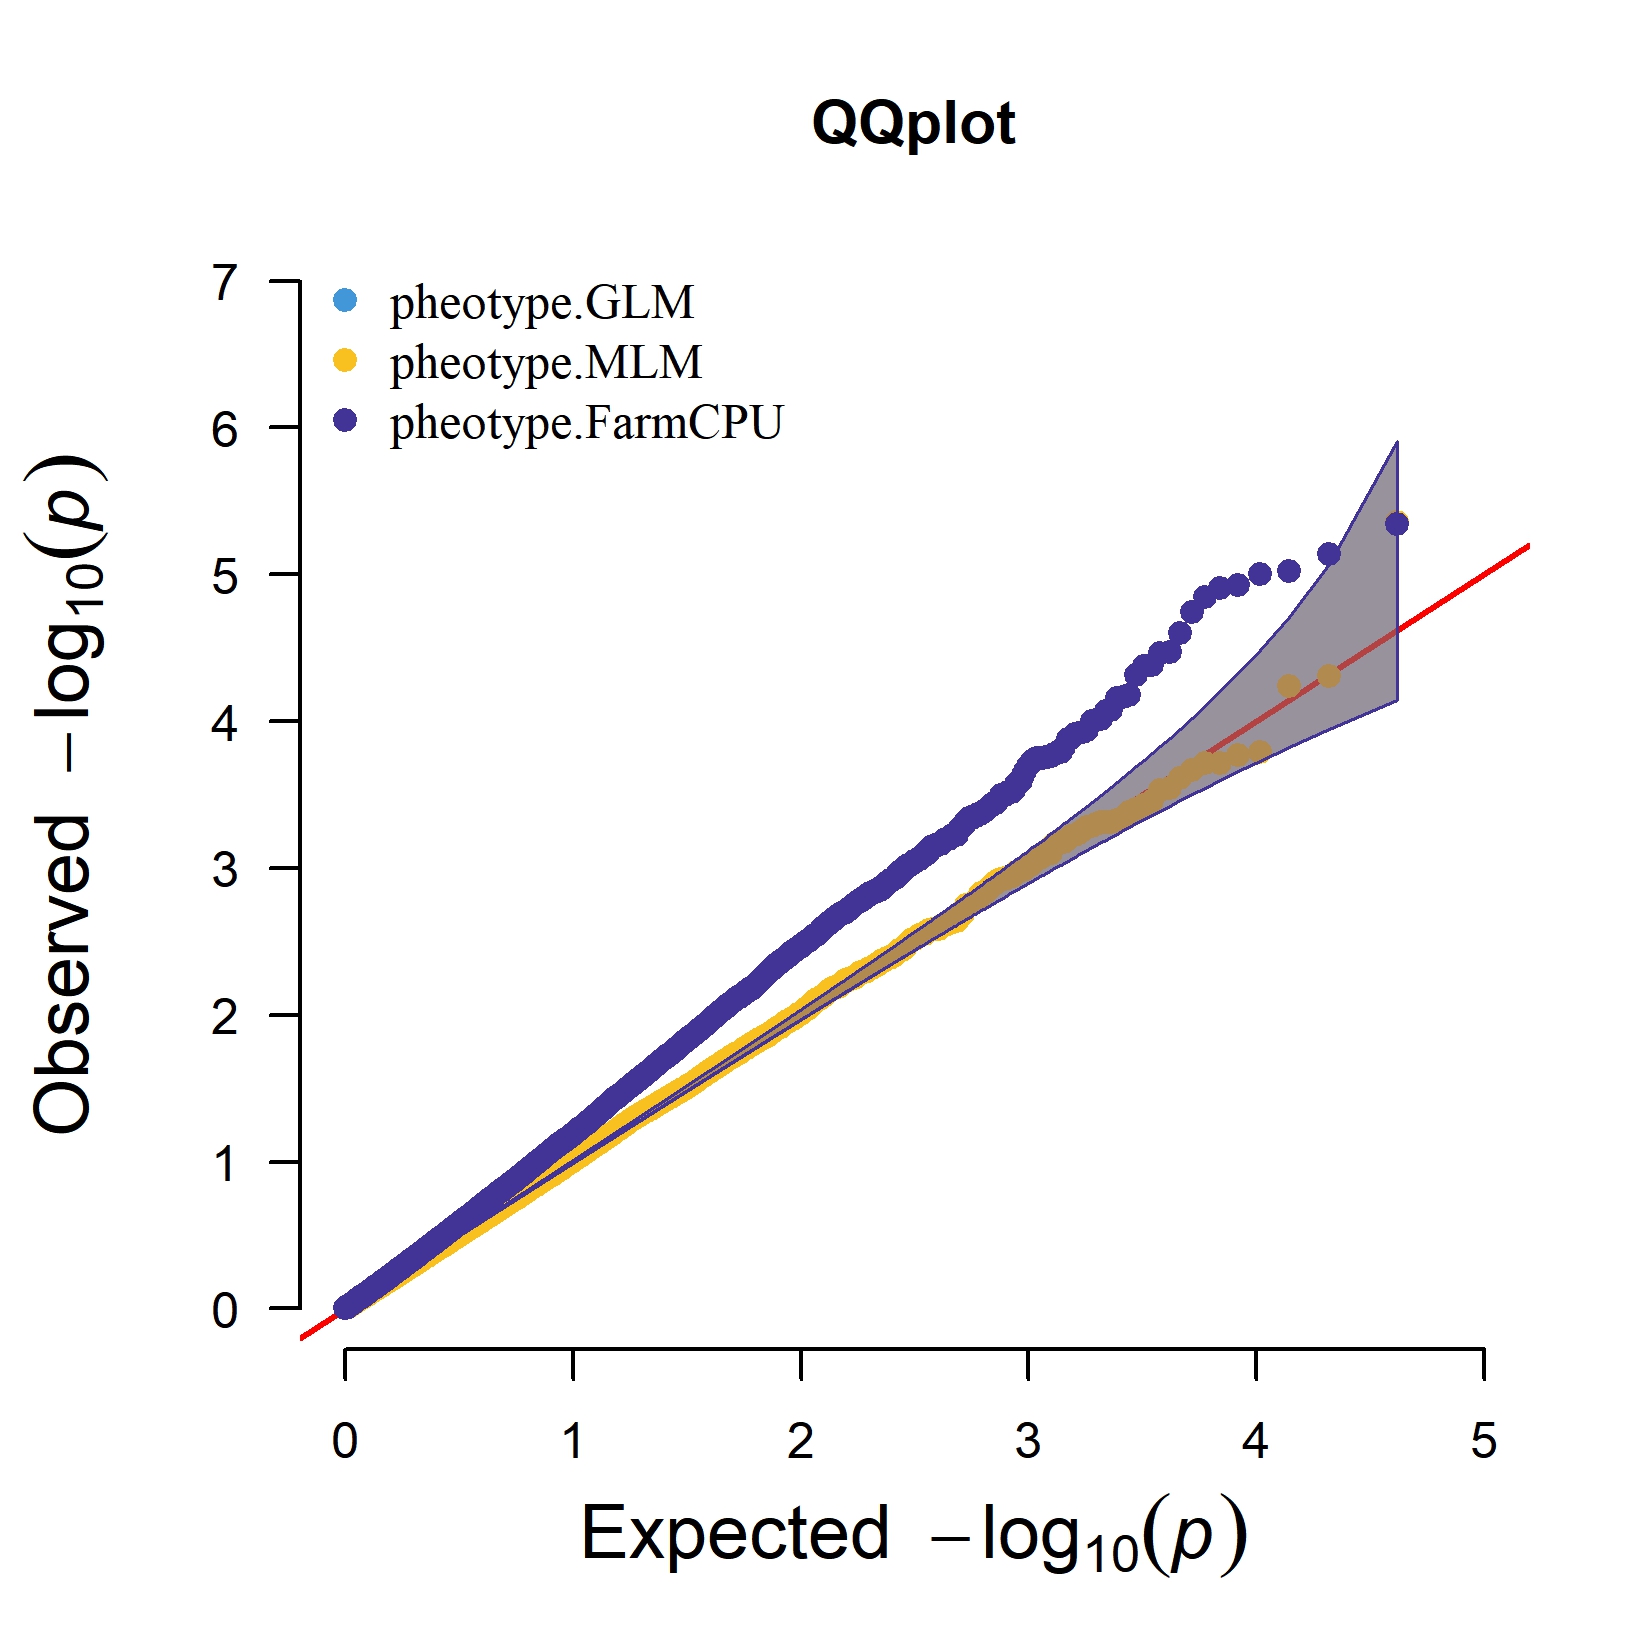 QQplot
7
6
5
4
3
2
1
0
pheotype.GLM
pheotype.MLM
pheotype.FarmCPU
Observed −log10(p)
0 1 2 3 4 5
Expected −log10(p)